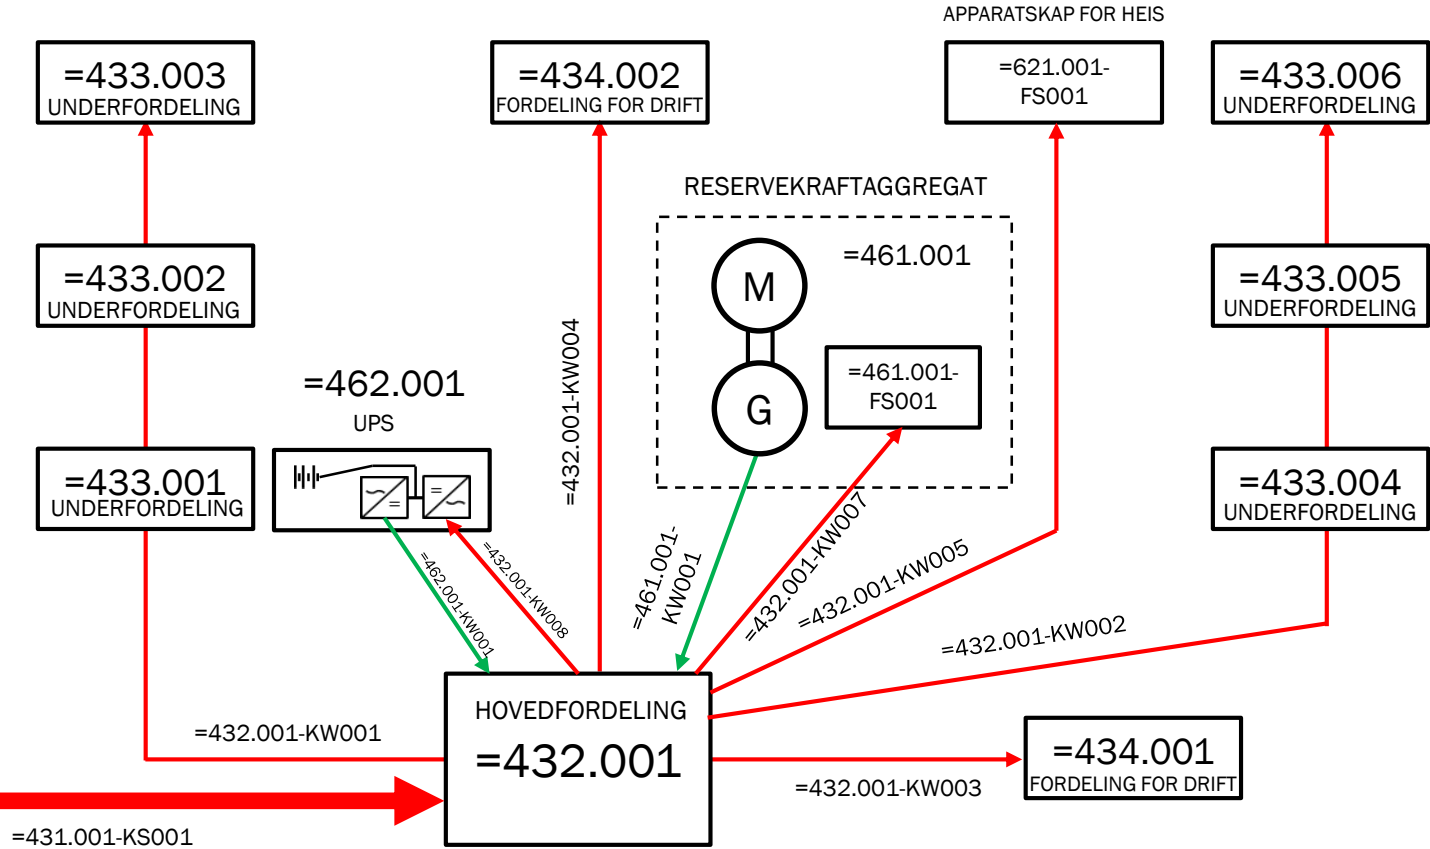 APPARATSKAP FOR HEIS
=433.003
UNDERFORDELING
=434.002
FORDELING FOR DRIFT
=621.001-
FS001
=433.006
UNDERFORDELING
RESERVEKRAFTAGGREGAT
=461.001
M
G
=461.001-
FS001
=433.002
UNDERFORDELING
=433.005
UNDERFORDELING
=462.001
UPS
=432.001-KW004
=433.001
UNDERFORDELING
=433.004
UNDERFORDELING
=462.001-KW001
=432.001-KW008
=461.001-
KW001
=432.001-KW007
=432.001-KW005
=432.001-KW002
=432.001-KW001
HOVEDFORDELING
=432.001
=434.001
FORDELING FOR DRIFT
=432.001-KW003
=431.001-KS001